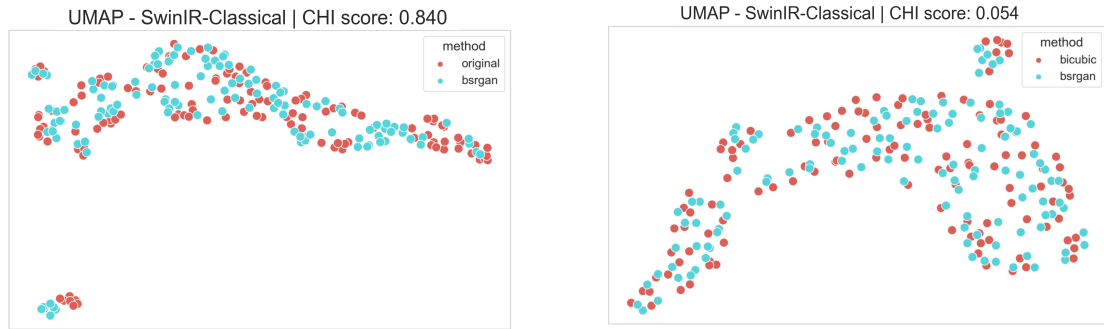 UMAP - SwinIR-Classical | CHI score: 0.840
method
original
bsrgan
UMAP - SwinIR-Classical | CHI score: 0.054
method
bicubic
bsrgan